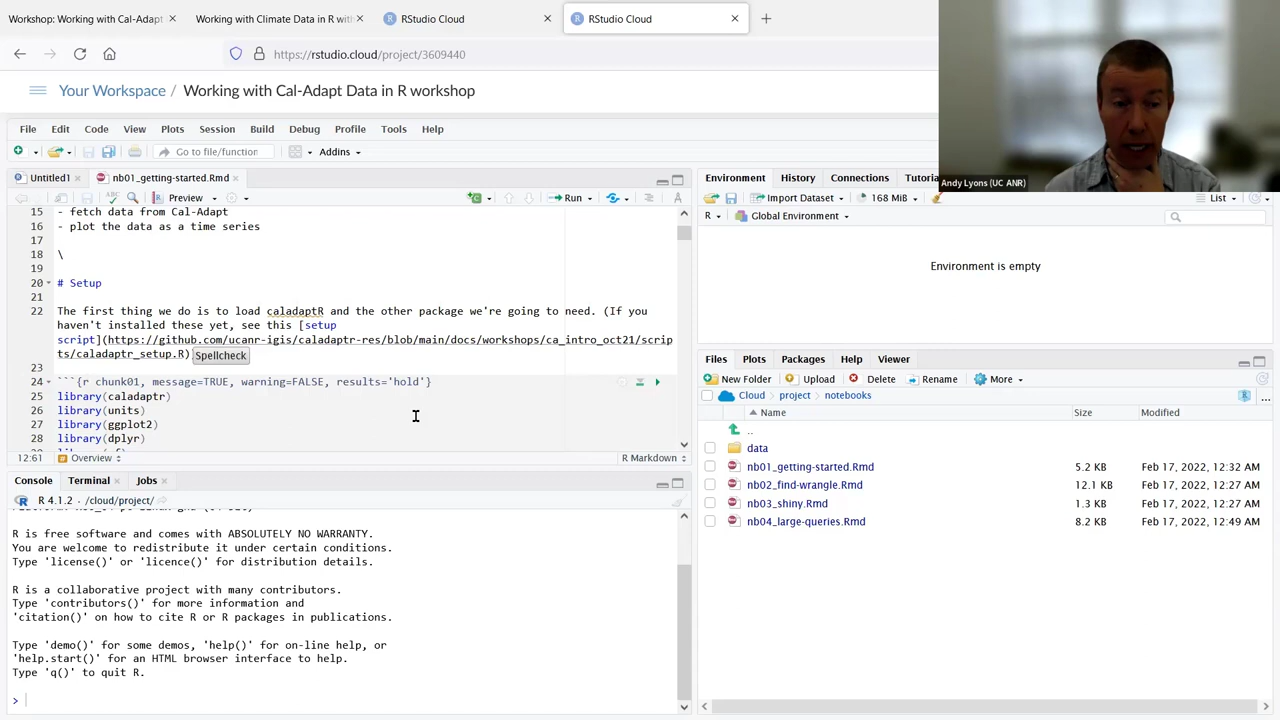 Workshop: Working with Cal-Adapt
Working with Climate Data in R with
RStudio Cloud
RStudio Cloud
https://rstudio.cloud/project/3609440
Your Workspace / Working with Cal-Adapt Data in R workshop
File Edit Code View Plots Session Build Debug Profile Tools Help
Go to file/function Addins
Untitled1 nb01_getting-started.Rmd
Preview Run
15 - fetch data from Cal-Adapt
16 - plot the data as a time series
17
18 \
19
20 # Setup
21
22 The first thing we do is to load caladaptR and the other package we're going to need. (If you
haven't installed these yet, see this [setup
script](https://github.com/ucanr-igis/caladaptr-res/blob/main/docs/workshops/ca_intro_oct21/scrip
ts/caladaptr_setup.R)
Spellcheck
23
24 ```{r chunk01, message=TRUE, warning=FALSE, results='hold'}
25 library(caladaptr)
26 library(units)
27 library(ggplot2)
28 library(dplyr)
12:61 Overview R Markdown
Console Terminal Jobs
R 4.1.2 · /cloud/project/
R is free software and comes with ABSOLUTELY NO WARRANTY.
You are welcome to redistribute it under certain conditions.
Type 'license()' or 'licence()' for distribution details.
R is a collaborative project with many contributors.
Type 'contributors()' for more information and
'citation()' on how to cite R or R packages in publications.
Type 'demo()' for some demos, 'help()' for on-line help, or
'help.start()' for an HTML browser interface to help.
Type 'q()' to quit R.
>
Andy Lyons (UC ANR)
Environment History Connections Tutoria
Import Dataset 168 MiB List
R Global Environment
Environment is empty
Files Plots Packages Help Viewer
New Folder Upload Delete Rename More
Cloud project notebooks
Name Size Modified
..
data
nb01_getting-started.Rmd 5.2 KB Feb 17, 2022, 12:32 AM
nb02_find-wrangle.Rmd 12.1 KB Feb 17, 2022, 12:27 AM
nb03_shiny.Rmd 1.3 KB Feb 17, 2022, 12:27 AM
nb04_large-queries.Rmd 8.2 KB Feb 17, 2022, 12:49 AM